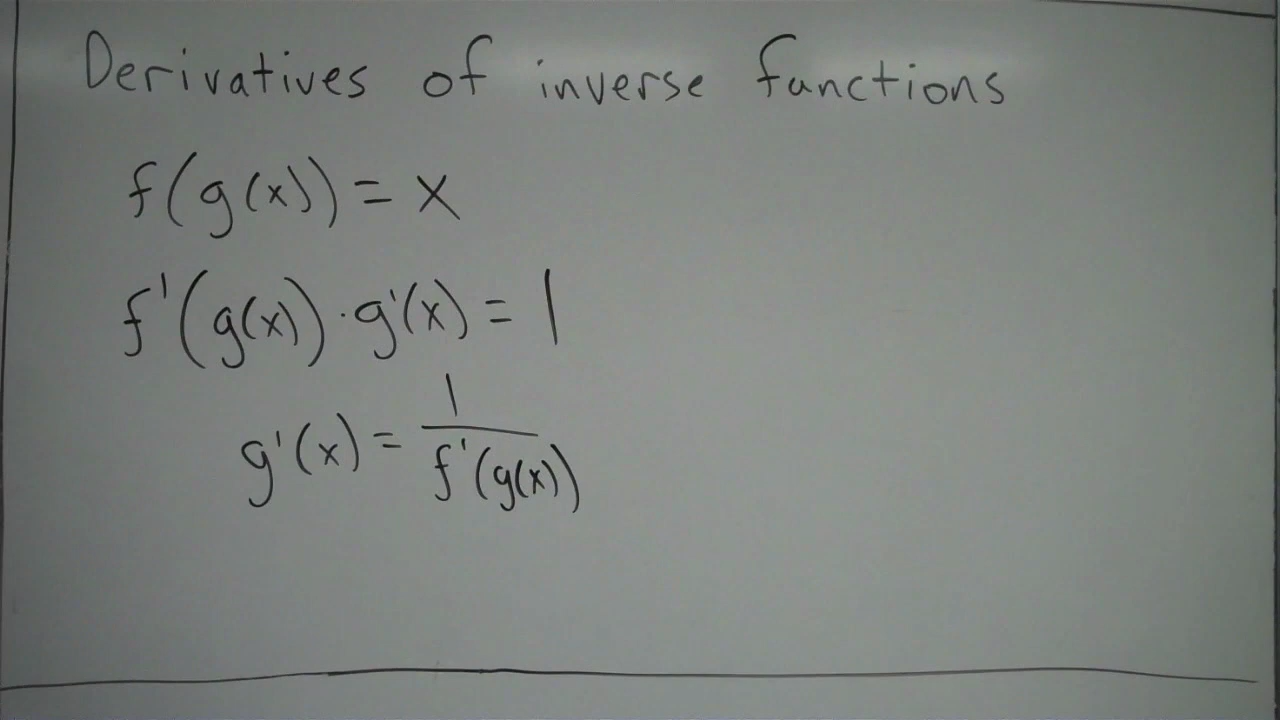 Derivatives of inverse functions
f(g(x)) = x
f'(g(x)) · g'(x) = 1
g'(x) = 1 / f'(g(x))